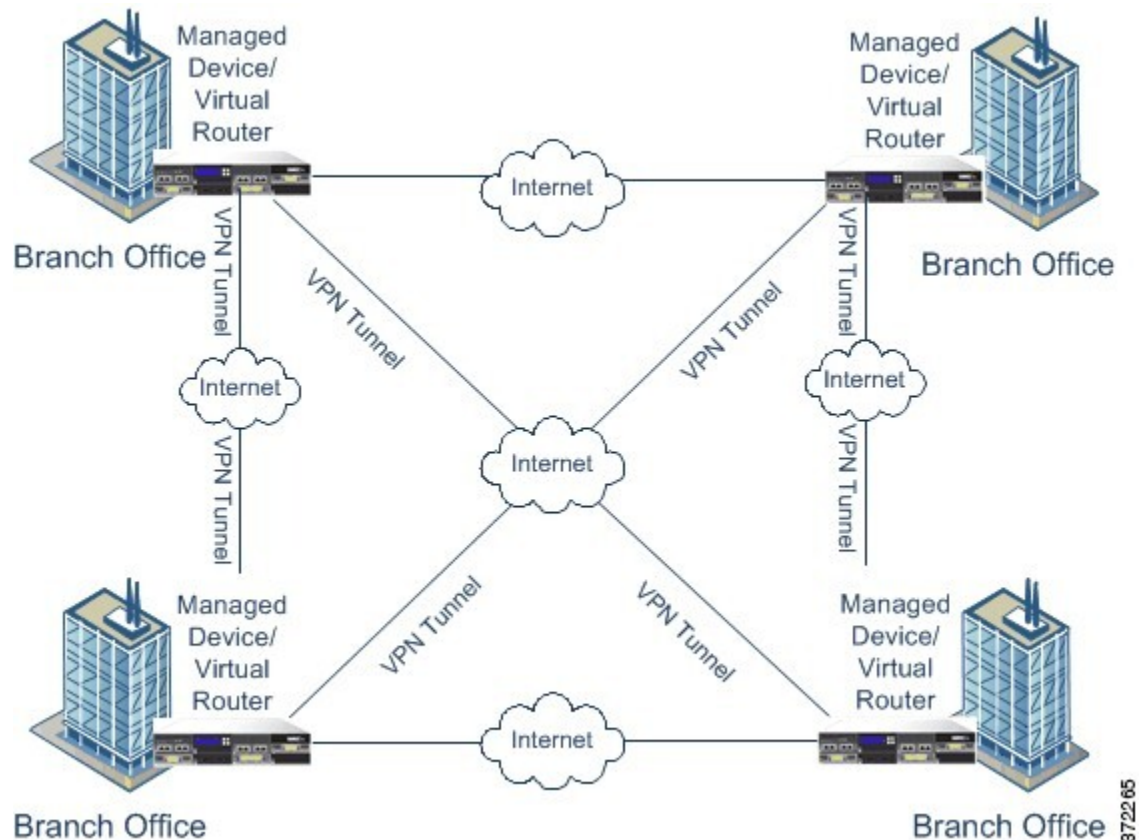 Managed
Device/
Virtual
Router
Managed
Device/
Virtual
Router
Internet
Branch Office
Branch Office
VPN Tunnel
VPN Tunnel
VPN Tunnel
VPN Tunnel
Internet
Internet
VPN Tunnel
VPN Tunnel
Internet
VPN Tunnel
VPN Tunnel
Managed
Device/
Virtual
Router
Managed
Device/
Virtual
Router
Internet
Branch Office
Branch Office
372265